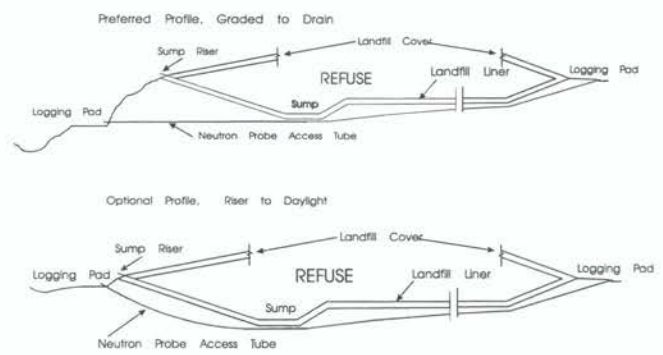 Preferred Profile, Graded to Drain
Landfill Cover
Sump Riser
REFUSE
Landfill Liner
Logging Pad
Sump
Logging Pad
Neutron Probe Access Tube
Optional Profile, Riser to Daylight
Landfill Cover
Sump Riser
Logging Pad
REFUSE
Landfill Liner
Logging Pad
Sump
Neutron Probe Access Tube